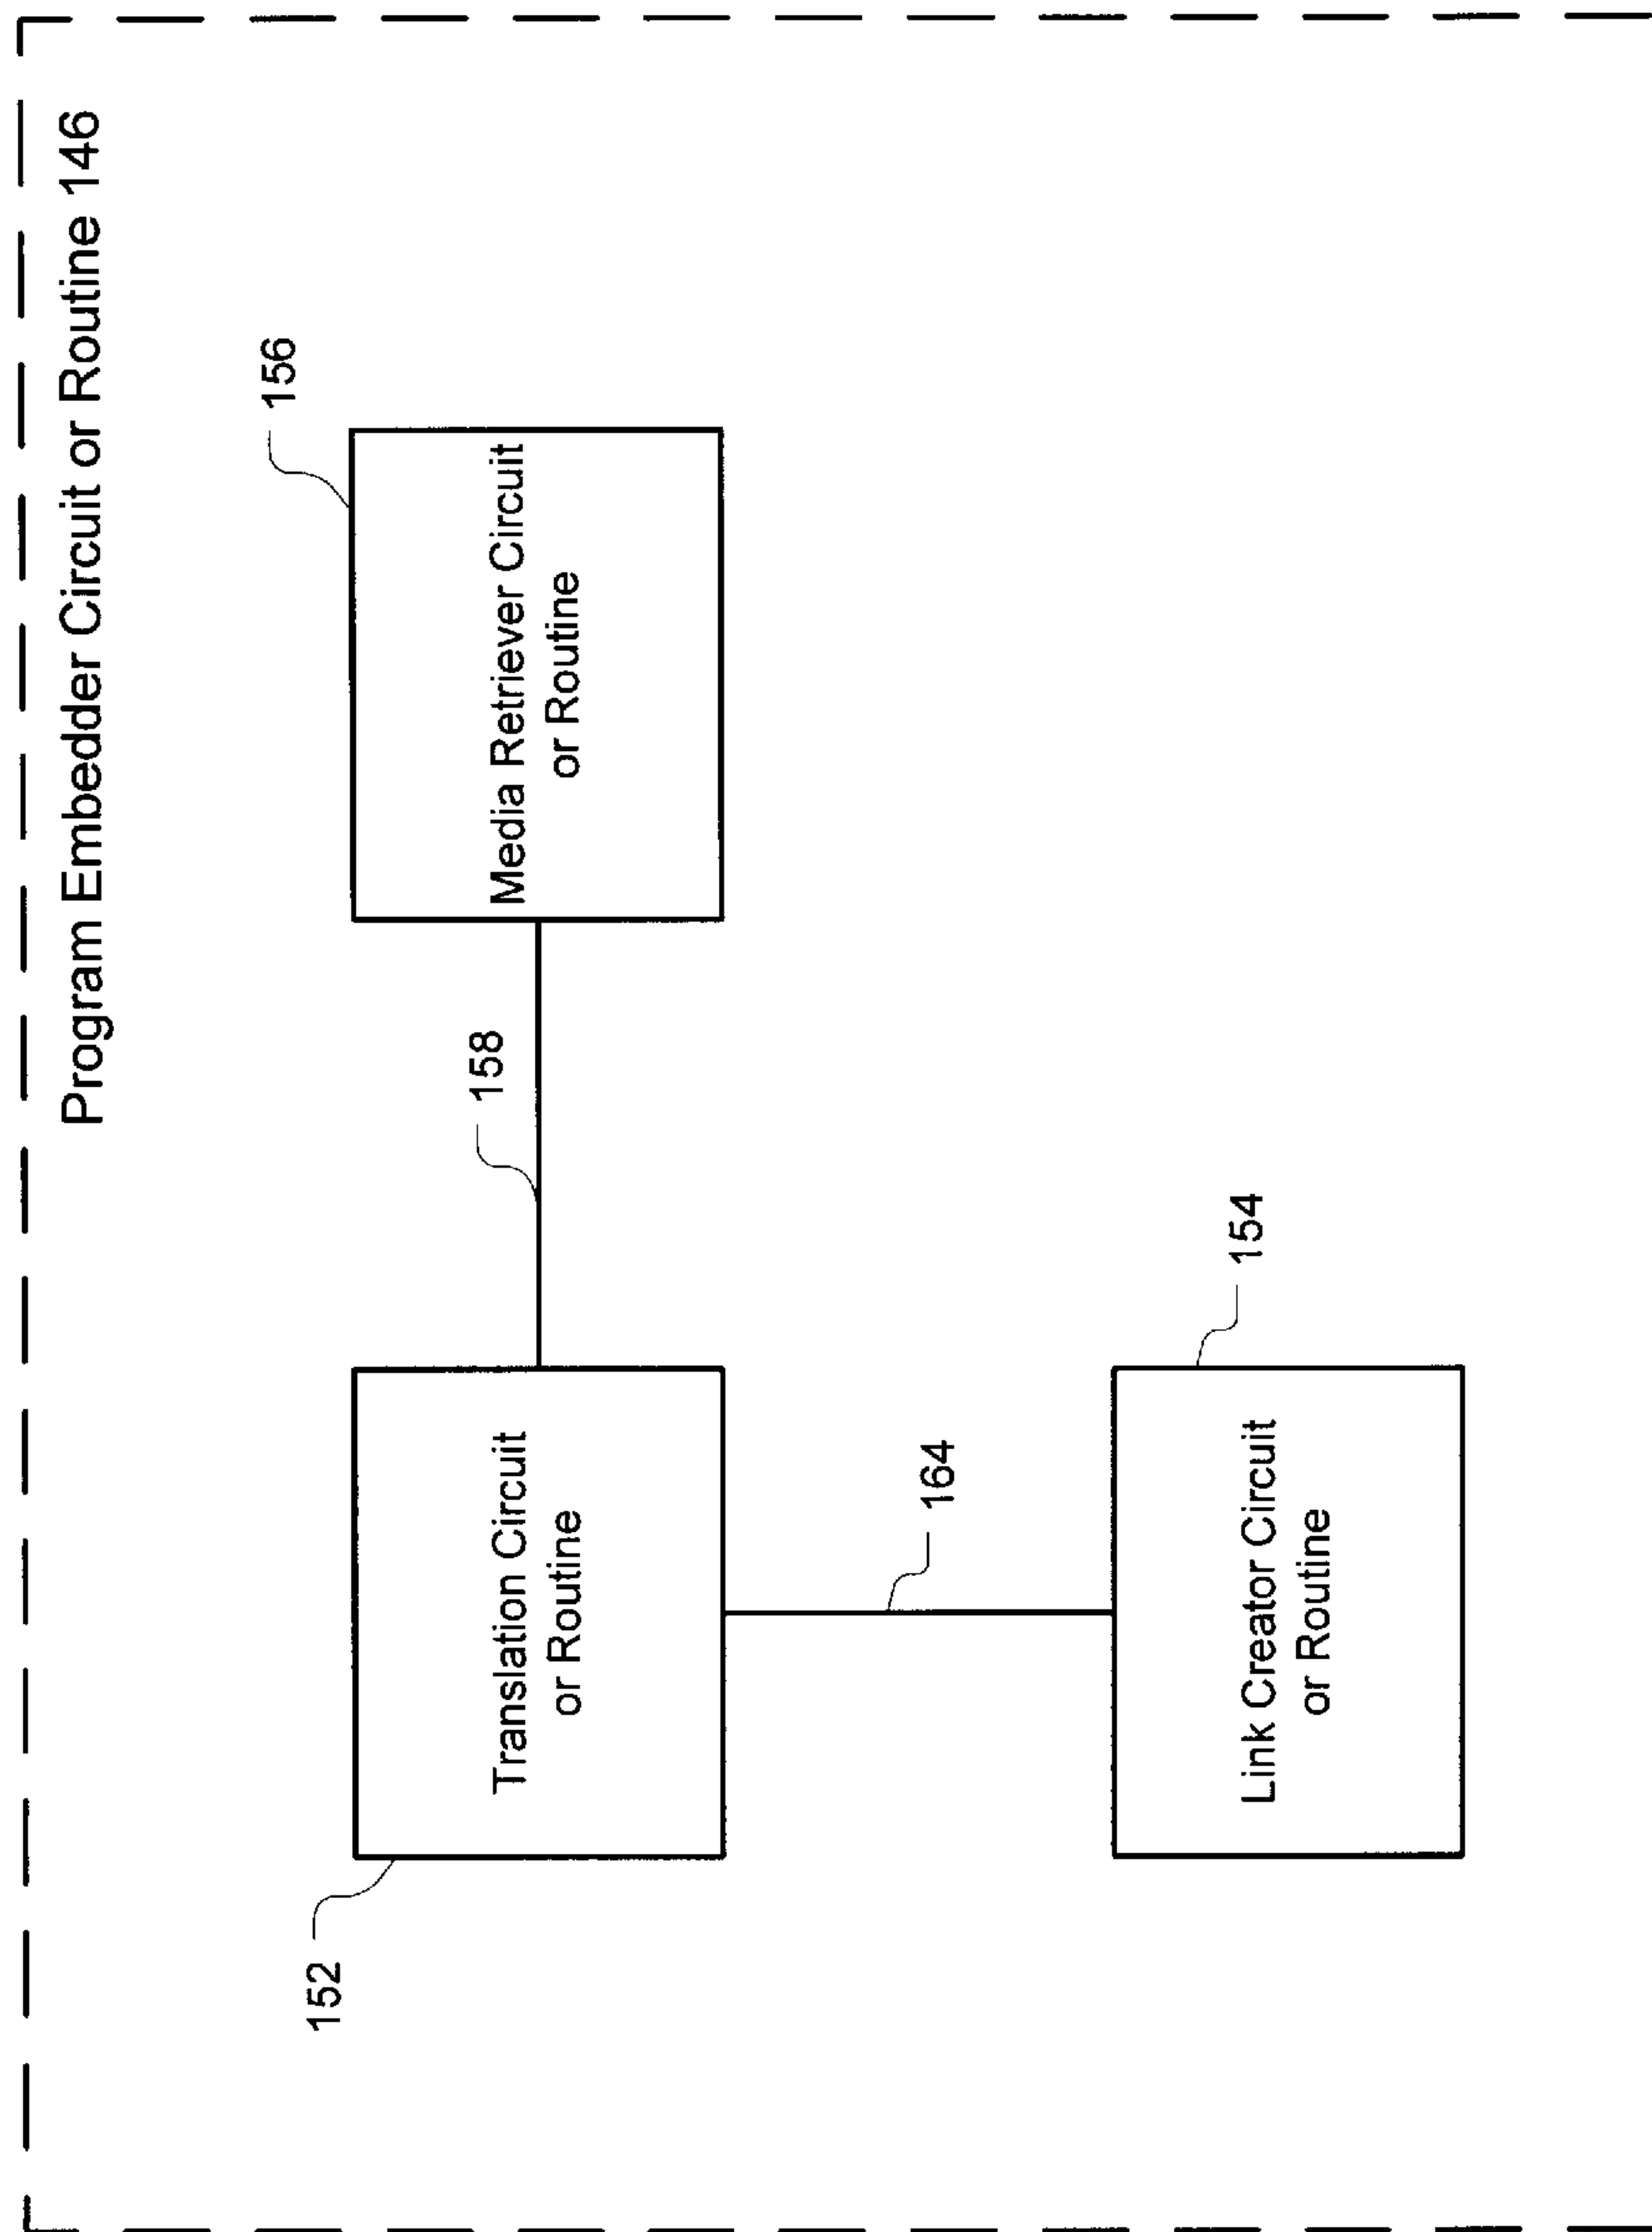 Program Embedder Circuit or Routine 146
152
Translation Circuit
or Routine
158
Media Retriever Circuit
or Routine
156
164
Link Creator Circuit
or Routine
154